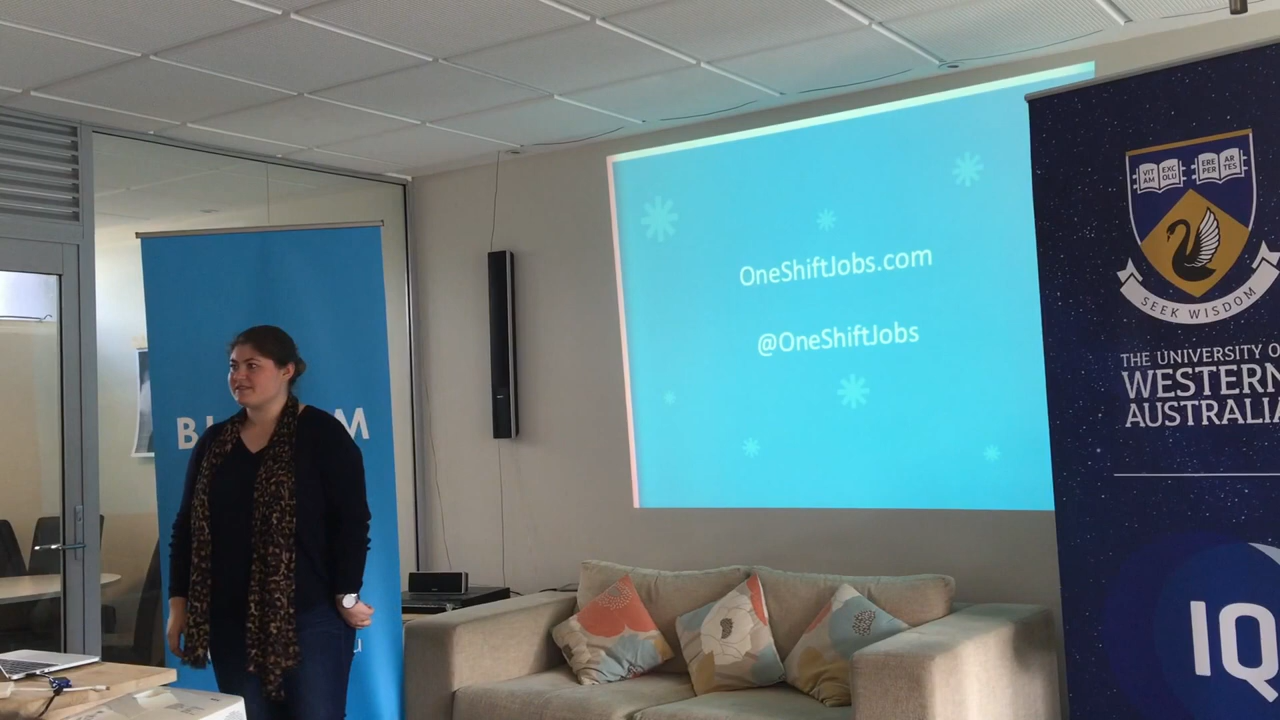 OneShiftJobs.com
@OneShiftJobs
VIT
AM
EXC
OLU
ERE
PER
AR
TES
SEEK WISDOM
THE UNIVERSITY O
WESTERN
AUSTRALIA
IQ